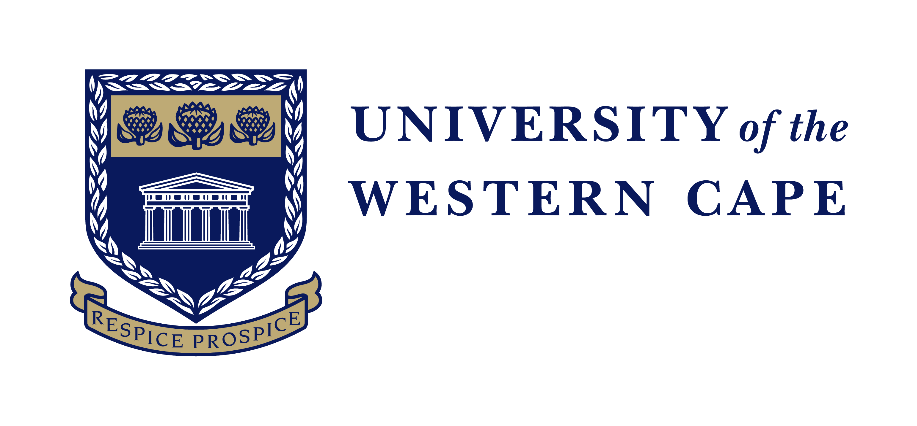 UNIVERSITY of the
WESTERN CAPE
RESPICE PROSPICE